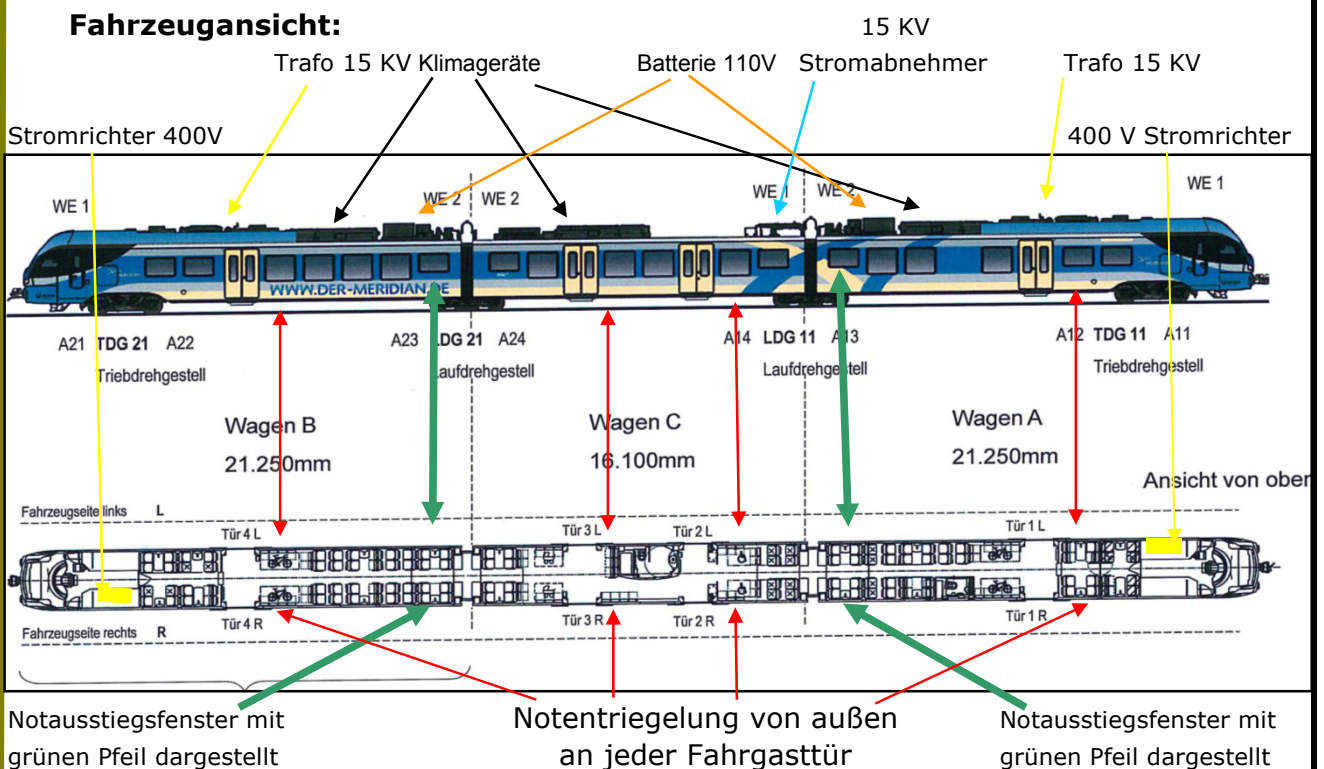 Fahrzeugansicht:
15 KV
Trafo 15 KV Klimageräte
Batterie 110V
Stromabnehmer
Trafo 15 KV
Stromrichter 400V
400 V Stromrichter
WE 1
WE 2
WE 2
WE 1
WE 2
WE 1
WWW.DER-MERIDIAN.DE
A21 TDG 21 A22
A23 LDG 21 A24
A14 LDG 11 A13
A12 TDG 11 A11
Triebdrehgestell
Laufdrehgestell
Laufdrehgestell
Triebdrehgestell
Wagen B
21.250mm
Wagen C
16.100mm
Wagen A
21.250mm
Ansicht von ober
Fahrzeugseite links L
Tür 4 L
Tür 3 L
Tür 2 L
Tür 1 L
Fahrzeugseite rechts R
Tür 4 R
Tür 3 R
Tür 2 R
Tür 1 R
Notausstiegsfenster mit
grünen Pfeil dargestellt
Notentriegelung von außen
an jeder Fahrgasttür
Notausstiegsfenster mit
grünen Pfeil dargestellt